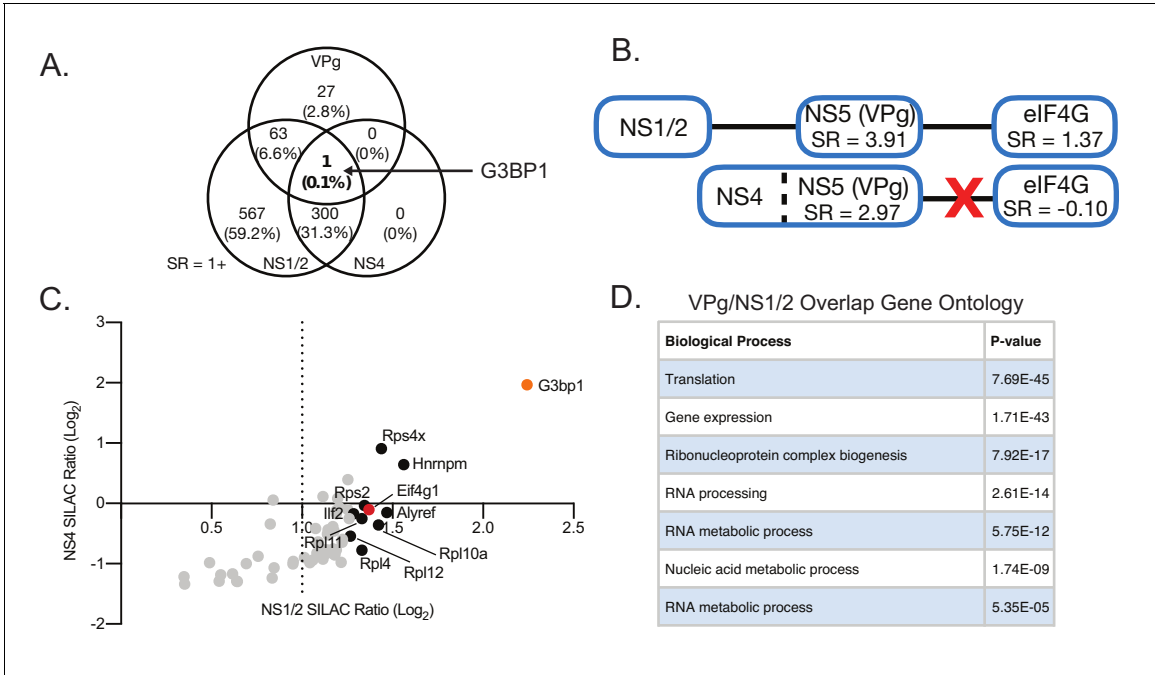 A.
VPg
27
(2.8%)
63
(6.6%)
0
(0%)
1
(0.1%)
G3BP1
567
(59.2%)
300
(31.3%)
0
(0%)
SR = 1+
NS1/2
NS4
B.
NS1/2
NS5 (VPg)
SR = 3.91
eIF4G
SR = 1.37
NS4
NS5 (VPg)
SR = 2.97
X
eIF4G
SR = -0.10
C.
NS4 SILAC Ratio (Log2)
3
2
1
0
-1
-2
0.5
1.0
1.5
2.0
2.5
NS1/2 SILAC Ratio (Log2)
G3bp1
Rps4x
Hnrnpm
Rps2
Eif4g1
Ilf2
Alyref
Rpl11
Rpl10a
Rpl4
Rpl12
D.
VPg/NS1/2 Overlap Gene Ontology
Biological Process P-value
Translation 7.69E-45
Gene expression 1.71E-43
Ribonucleoprotein complex biogenesis 7.92E-17
RNA processing 2.61E-14
RNA metabolic process 5.75E-12
Nucleic acid metabolic process 1.74E-09
RNA metabolic process 5.35E-05